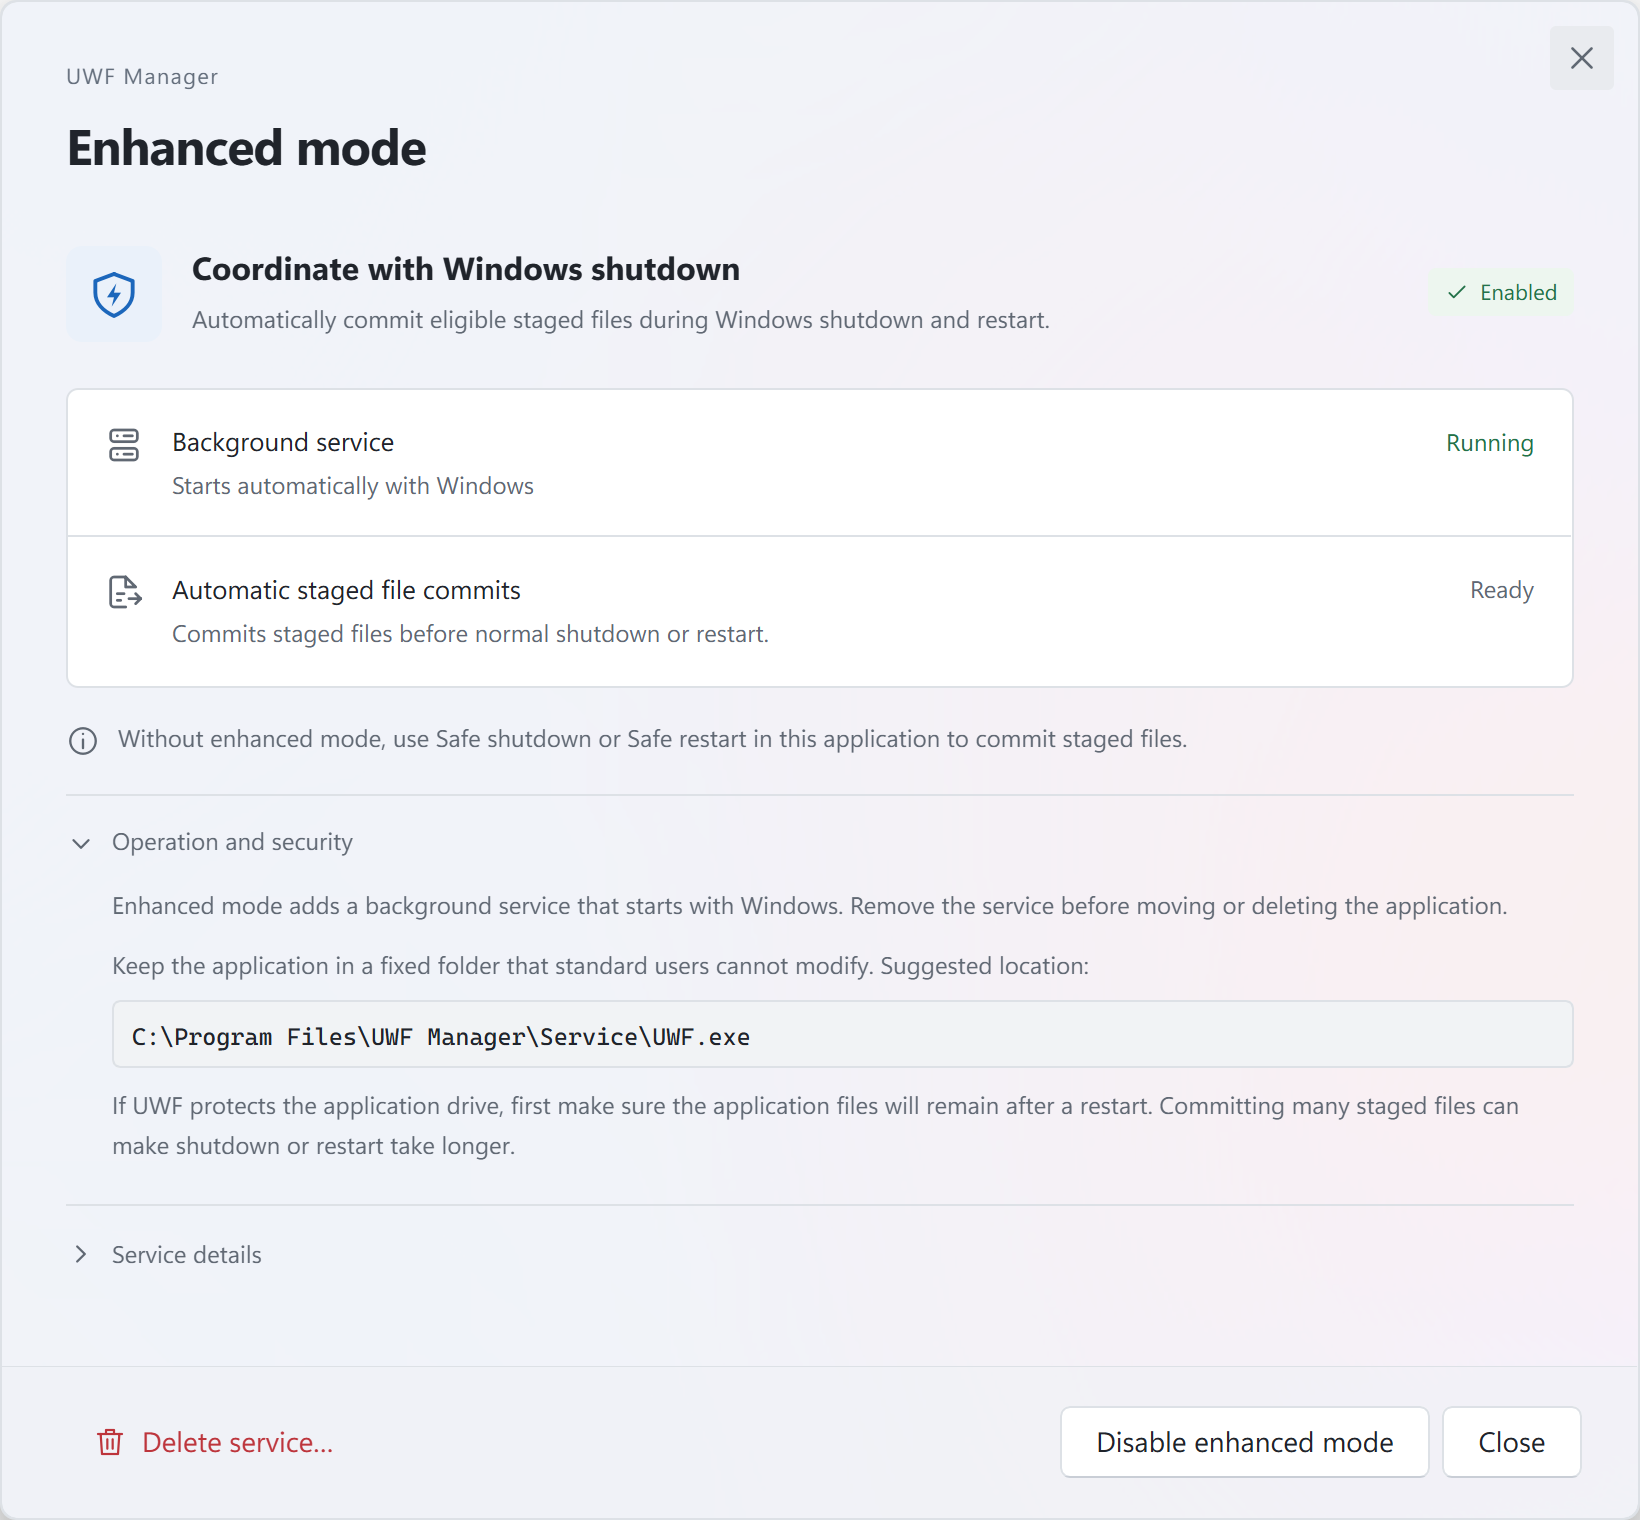 UWF Manager
Enhanced mode
Coordinate with Windows shutdown
Automatically commit eligible staged files during Windows shutdown and restart.
Enabled
Background service
Running
Starts automatically with Windows
Automatic staged file commits
Ready
Commits staged files before normal shutdown or restart.
Without enhanced mode, use Safe shutdown or Safe restart in this application to commit staged files.
Operation and security
Enhanced mode adds a background service that starts with Windows. Remove the service before moving or deleting the application.
Keep the application in a fixed folder that standard users cannot modify. Suggested location:
C:\Program Files\UWF Manager\Service\UWF.exe
If UWF protects the application drive, first make sure the application files will remain after a restart. Committing many staged files can
make shutdown or restart take longer.
Service details
Delete service...
Disable enhanced mode
Close